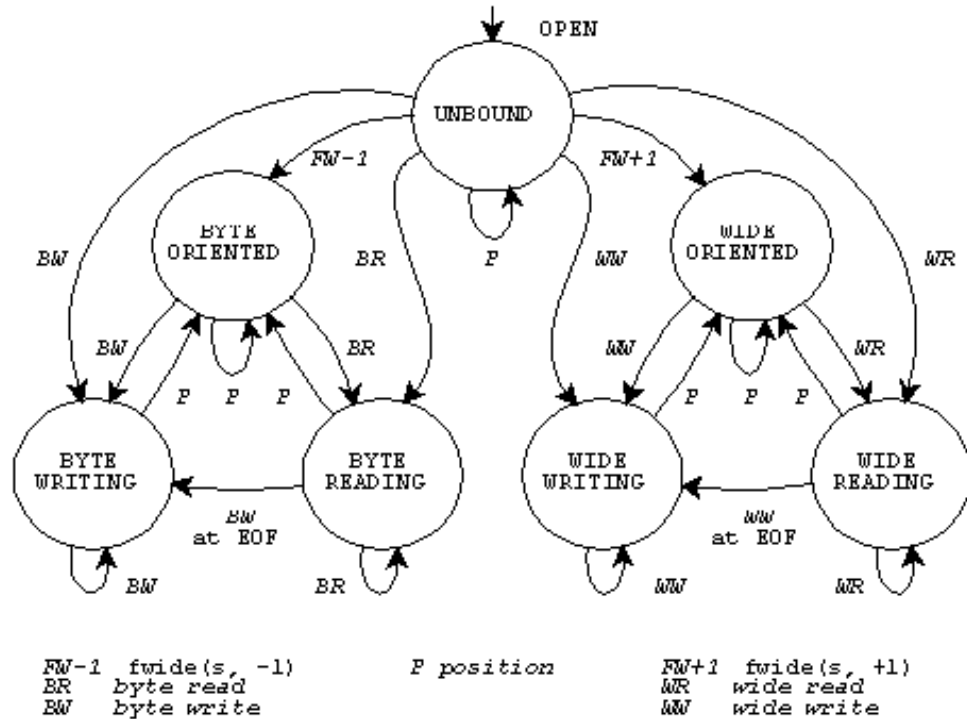 OPEN
UNBOUND
FW-1
FW+1
BYTE
ORIENTED
WIDE
ORIENTED
BW
BR
P
WW
WR
BW
BR
WW
WR
P
P
P
P
P
P
BYTE
WRITING
BYTE
READING
WIDE
WRITING
WIDE
READING
BW
at EOF
WW
at EOF
BW
BR
WW
WR
FW-1 fwide(s, -1)
P position
FW+1 fwide(s, +1)
BR byte read
WR wide read
BW byte write
WW wide write